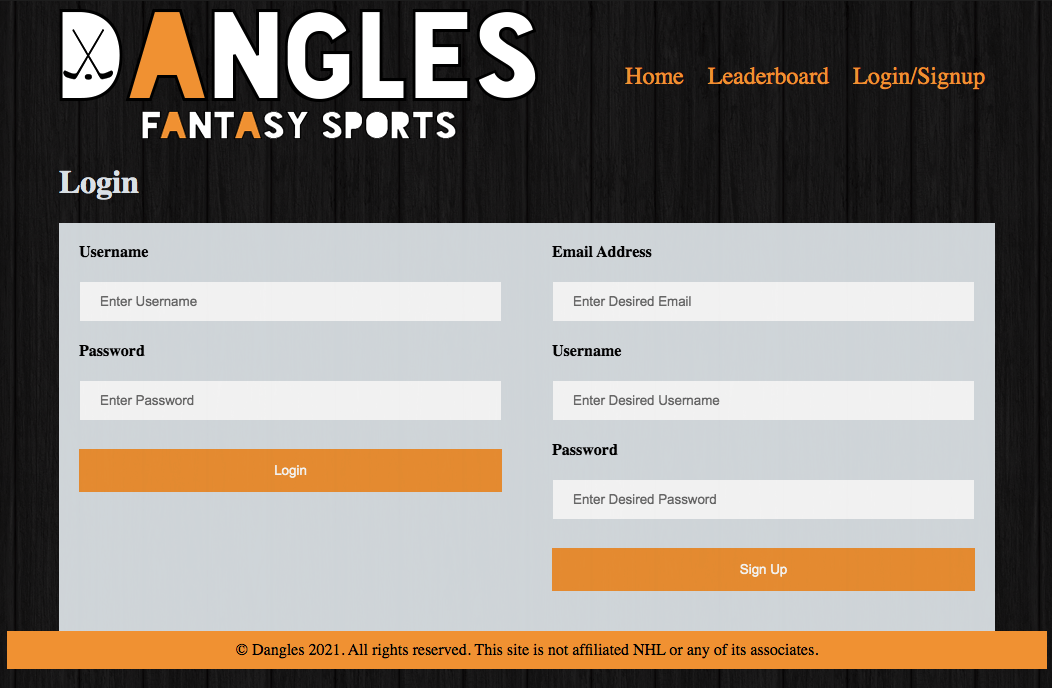 DANGLES
FANTASY SPORTS
Home Leaderboard Login/Signup
Login
Username
Enter Username
Password
Enter Password
Login
Email Address
Enter Desired Email
Username
Enter Desired Username
Password
Enter Desired Password
Sign Up
© Dangles 2021. All rights reserved. This site is not affiliated NHL or any of its associates.